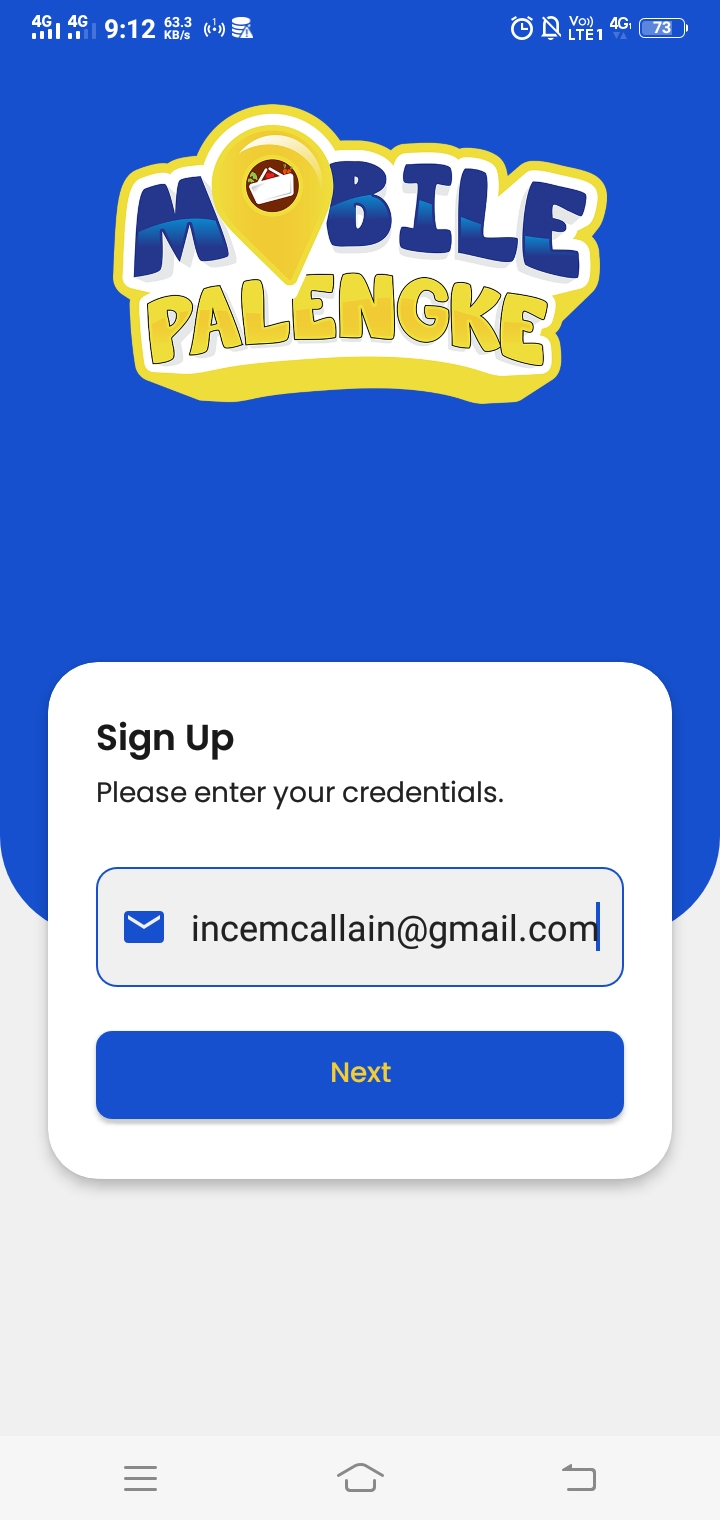 4G 4G 9:12 63.3 KB/s Vo)) LTE1 4G 73
MOBILE
PALENGKE
Sign Up
Please enter your credentials.
incemcallain@gmail.com
Next